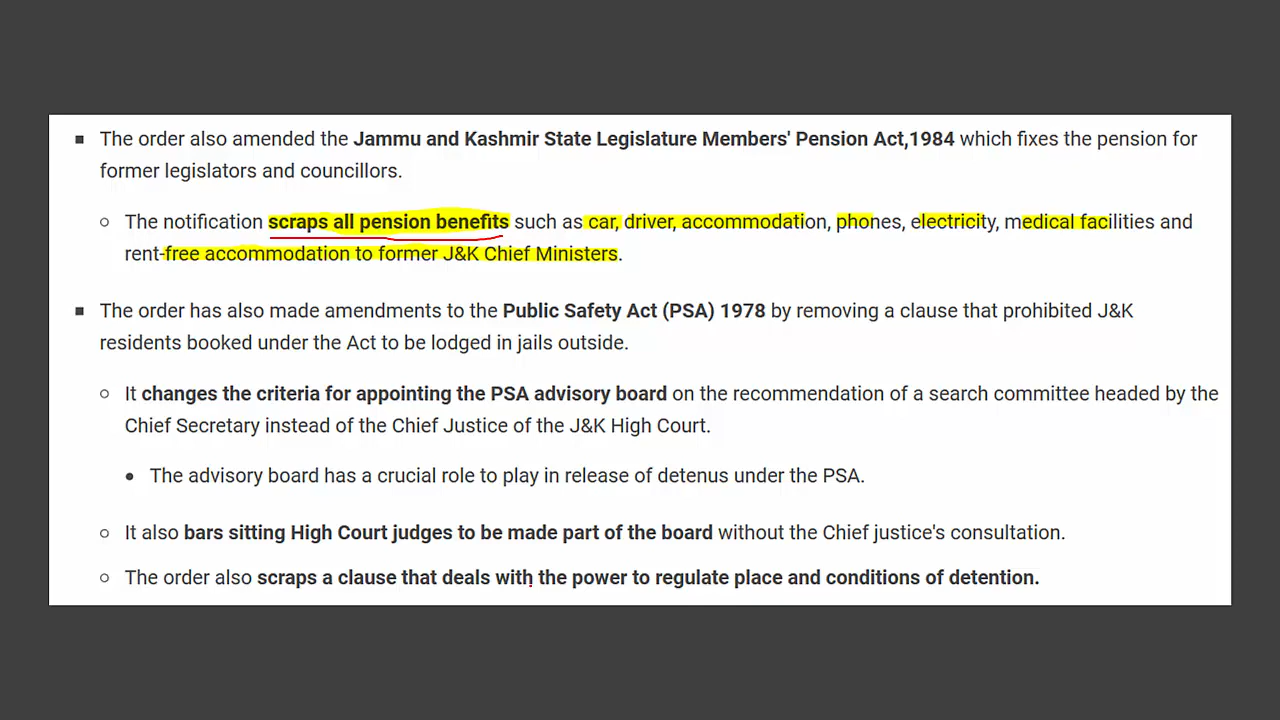 The order also amended the Jammu and Kashmir State Legislature Members' Pension Act,1984 which fixes the pension for
former legislators and councillors.
The notification scraps all pension benefits such as car, driver, accommodation, phones, electricity, medical facilities and
rent-free accommodation to former J&K Chief Ministers.
The order has also made amendments to the Public Safety Act (PSA) 1978 by removing a clause that prohibited J&K
residents booked under the Act to be lodged in jails outside.
It changes the criteria for appointing the PSA advisory board on the recommendation of a search committee headed by the
Chief Secretary instead of the Chief Justice of the J&K High Court.
The advisory board has a crucial role to play in release of detenus under the PSA.
It also bars sitting High Court judges to be made part of the board without the Chief justice's consultation.
The order also scraps a clause that deals with the power to regulate place and conditions of detention.